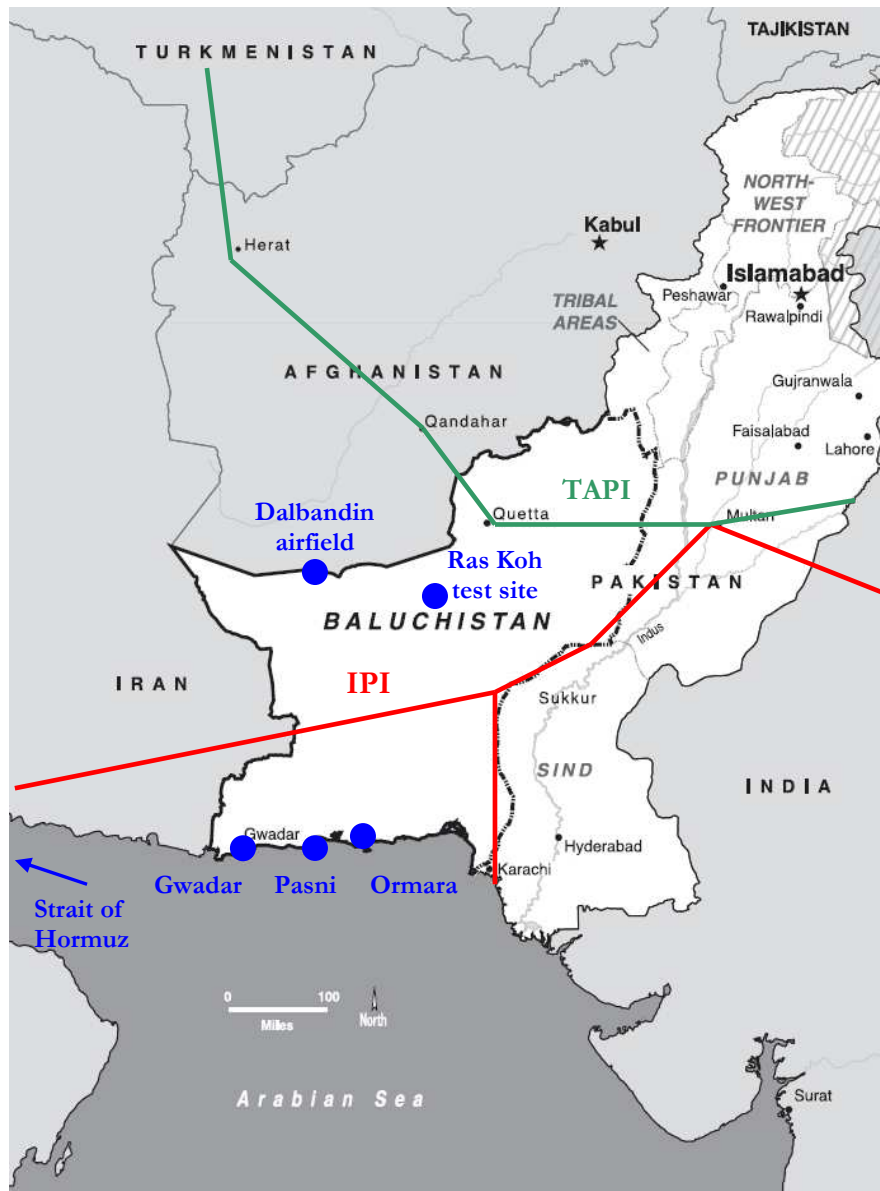 TURKMENISTAN
TAJIKISTAN
NORTH-
WEST
FRONTIER
Kabul
Herat
Islamabad
Peshawar
Rawalpindi
TRIBAL
AREAS
AFGHANISTAN
Gujranwala
Qandahar
Faisalabad
Lahore
PUNJAB
TAPI
Multan
Quetta
Dalbandin
airfield
Ras Koh
test site
PAKISTAN
BALUCHISTAN
Indus
IRAN
IPI
Sukkur
SIND
INDIA
Gwadar
Hyderabad
Karachi
Gwadar
Pasni
Ormara
Strait of
Hormuz
0 100
Miles
North
Arabian Sea
Surat